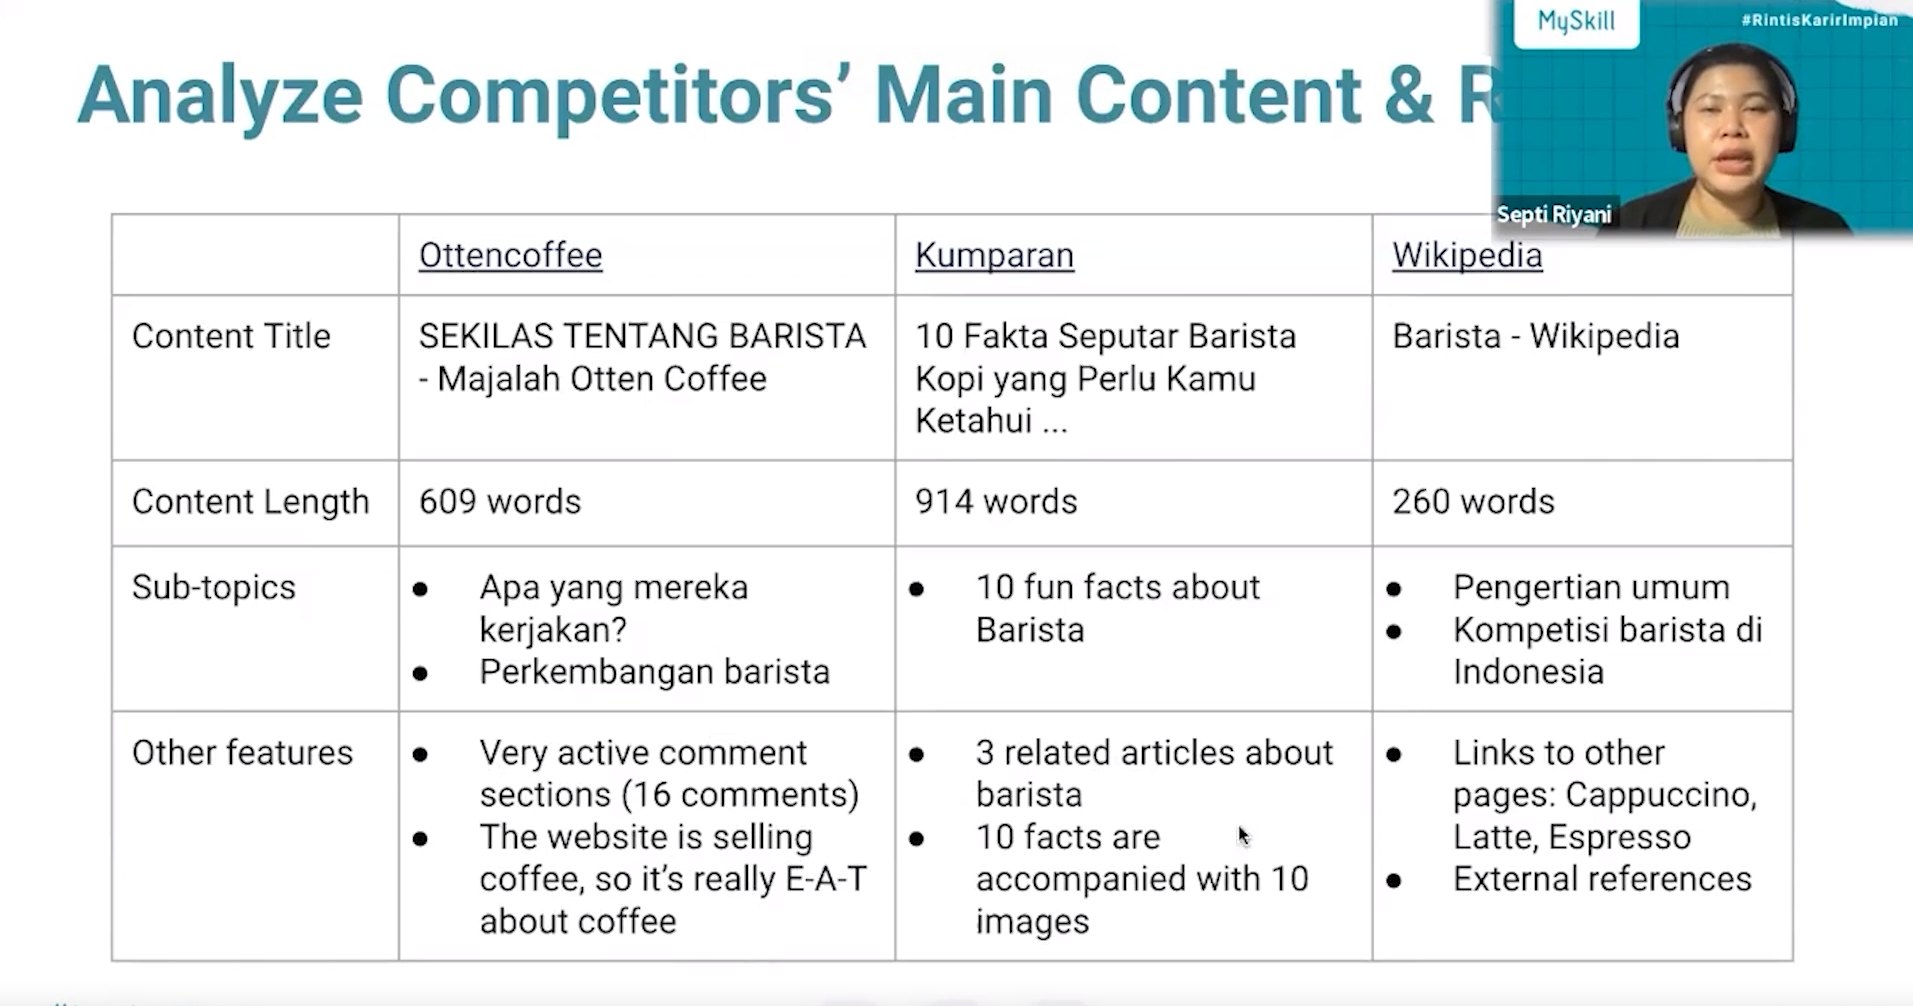 MySkill
#RintisKarirImpian
Analyze Competitors’ Main Content &
Septi Riyani
Ottencoffee
Kumparan
Wikipedia
Content Title
SEKILAS TENTANG BARISTA
- Majalah Otten Coffee
10 Fakta Seputar Barista
Kopi yang Perlu Kamu
Ketahui ...
Barista - Wikipedia
Content Length
609 words
914 words
260 words
Sub-topics
● Apa yang mereka
kerjakan?
● Perkembangan barista
● 10 fun facts about
Barista
● Pengertian umum
● Kompetisi barista di
Indonesia
Other features
● Very active comment
sections (16 comments)
● The website is selling
coffee, so it’s really E-A-T
about coffee
● 3 related articles about
barista
● 10 facts are
accompanied with 10
images
● Links to other
pages: Cappuccino,
Latte, Espresso
● External references